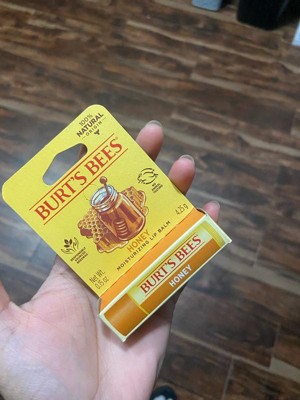 100%
NATURAL
ORIGIN
BURT'S BEES
HONEY
MOISTURIZING LIP BALM
Net Wt.
0.15 oz
4.25 g
BURT'S BEES
HONEY